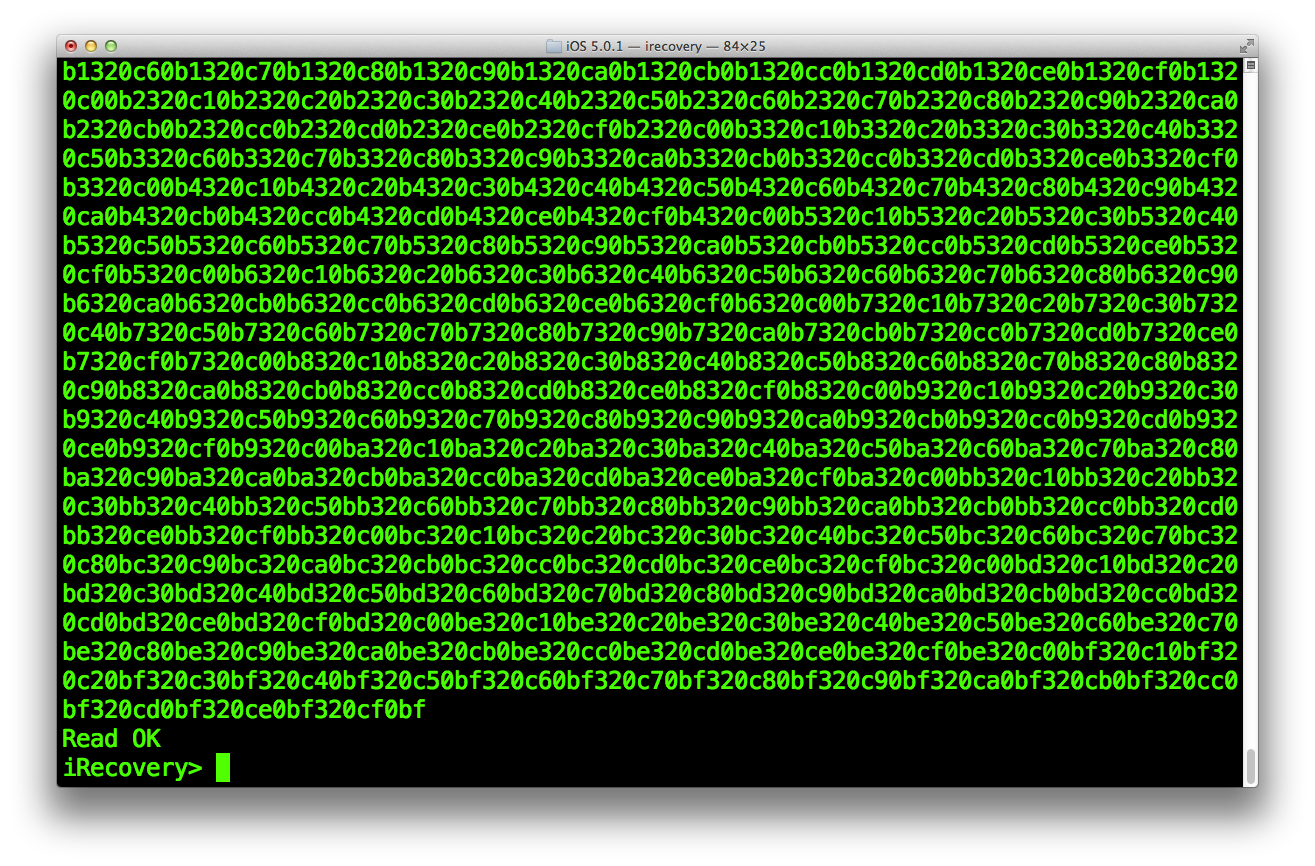 iOS 5.0.1 — irecovery — 84×25
b1320c60b1320c70b1320c80b1320c90b1320ca0b1320cb0b1320cc0b1320cd0b1320ce0b1320cf0b132
0c00b2320c10b2320c20b2320c30b2320c40b2320c50b2320c60b2320c70b2320c80b2320c90b2320ca0
b2320cb0b2320cc0b2320cd0b2320ce0b2320cf0b2320c00b3320c10b3320c20b3320c30b3320c40b332
0c50b3320c60b3320c70b3320c80b3320c90b3320ca0b3320cb0b3320cc0b3320cd0b3320ce0b3320cf0
b3320c00b4320c10b4320c20b4320c30b4320c40b4320c50b4320c60b4320c70b4320c80b4320c90b432
0ca0b4320cb0b4320cc0b4320cd0b4320ce0b4320cf0b4320c00b5320c10b5320c20b5320c30b5320c40
b5320c50b5320c60b5320c70b5320c80b5320c90b5320ca0b5320cb0b5320cc0b5320cd0b5320ce0b532
0cf0b5320c00b6320c10b6320c20b6320c30b6320c40b6320c50b6320c60b6320c70b6320c80b6320c90
b6320ca0b6320cb0b6320cc0b6320cd0b6320ce0b6320cf0b6320c00b7320c10b7320c20b7320c30b732
0c40b7320c50b7320c60b7320c70b7320c80b7320c90b7320ca0b7320cb0b7320cc0b7320cd0b7320ce0
b7320cf0b7320c00b8320c10b8320c20b8320c30b8320c40b8320c50b8320c60b8320c70b8320c80b832
0c90b8320ca0b8320cb0b8320cc0b8320cd0b8320ce0b8320cf0b8320c00b9320c10b9320c20b9320c30
b9320c40b9320c50b9320c60b9320c70b9320c80b9320c90b9320ca0b9320cb0b9320cc0b9320cd0b932
0ce0b9320cf0b9320c00ba320c10ba320c20ba320c30ba320c40ba320c50ba320c60ba320c70ba320c80
ba320c90ba320ca0ba320cb0ba320cc0ba320cd0ba320ce0ba320cf0ba320c00bb320c10bb320c20bb32
0c30bb320c40bb320c50bb320c60bb320c70bb320c80bb320c90bb320ca0bb320cb0bb320cc0bb320cd0
bb320ce0bb320cf0bb320c00bc320c10bc320c20bc320c30bc320c40bc320c50bc320c60bc320c70bc32
0c80bc320c90bc320ca0bc320cb0bc320cc0bc320cd0bc320ce0bc320cf0bc320c00bd320c10bd320c20
bd320c30bd320c40bd320c50bd320c60bd320c70bd320c80bd320c90bd320ca0bd320cb0bd320cc0bd32
0cd0bd320ce0bd320cf0bd320c00be320c10be320c20be320c30be320c40be320c50be320c60be320c70
be320c80be320c90be320ca0be320cb0be320cc0be320cd0be320ce0be320cf0be320c00bf320c10bf32
0c20bf320c30bf320c40bf320c50bf320c60bf320c70bf320c80bf320c90bf320ca0bf320cb0bf320cc0
bf320cd0bf320ce0bf320cf0bf
Read OK
iRecovery>